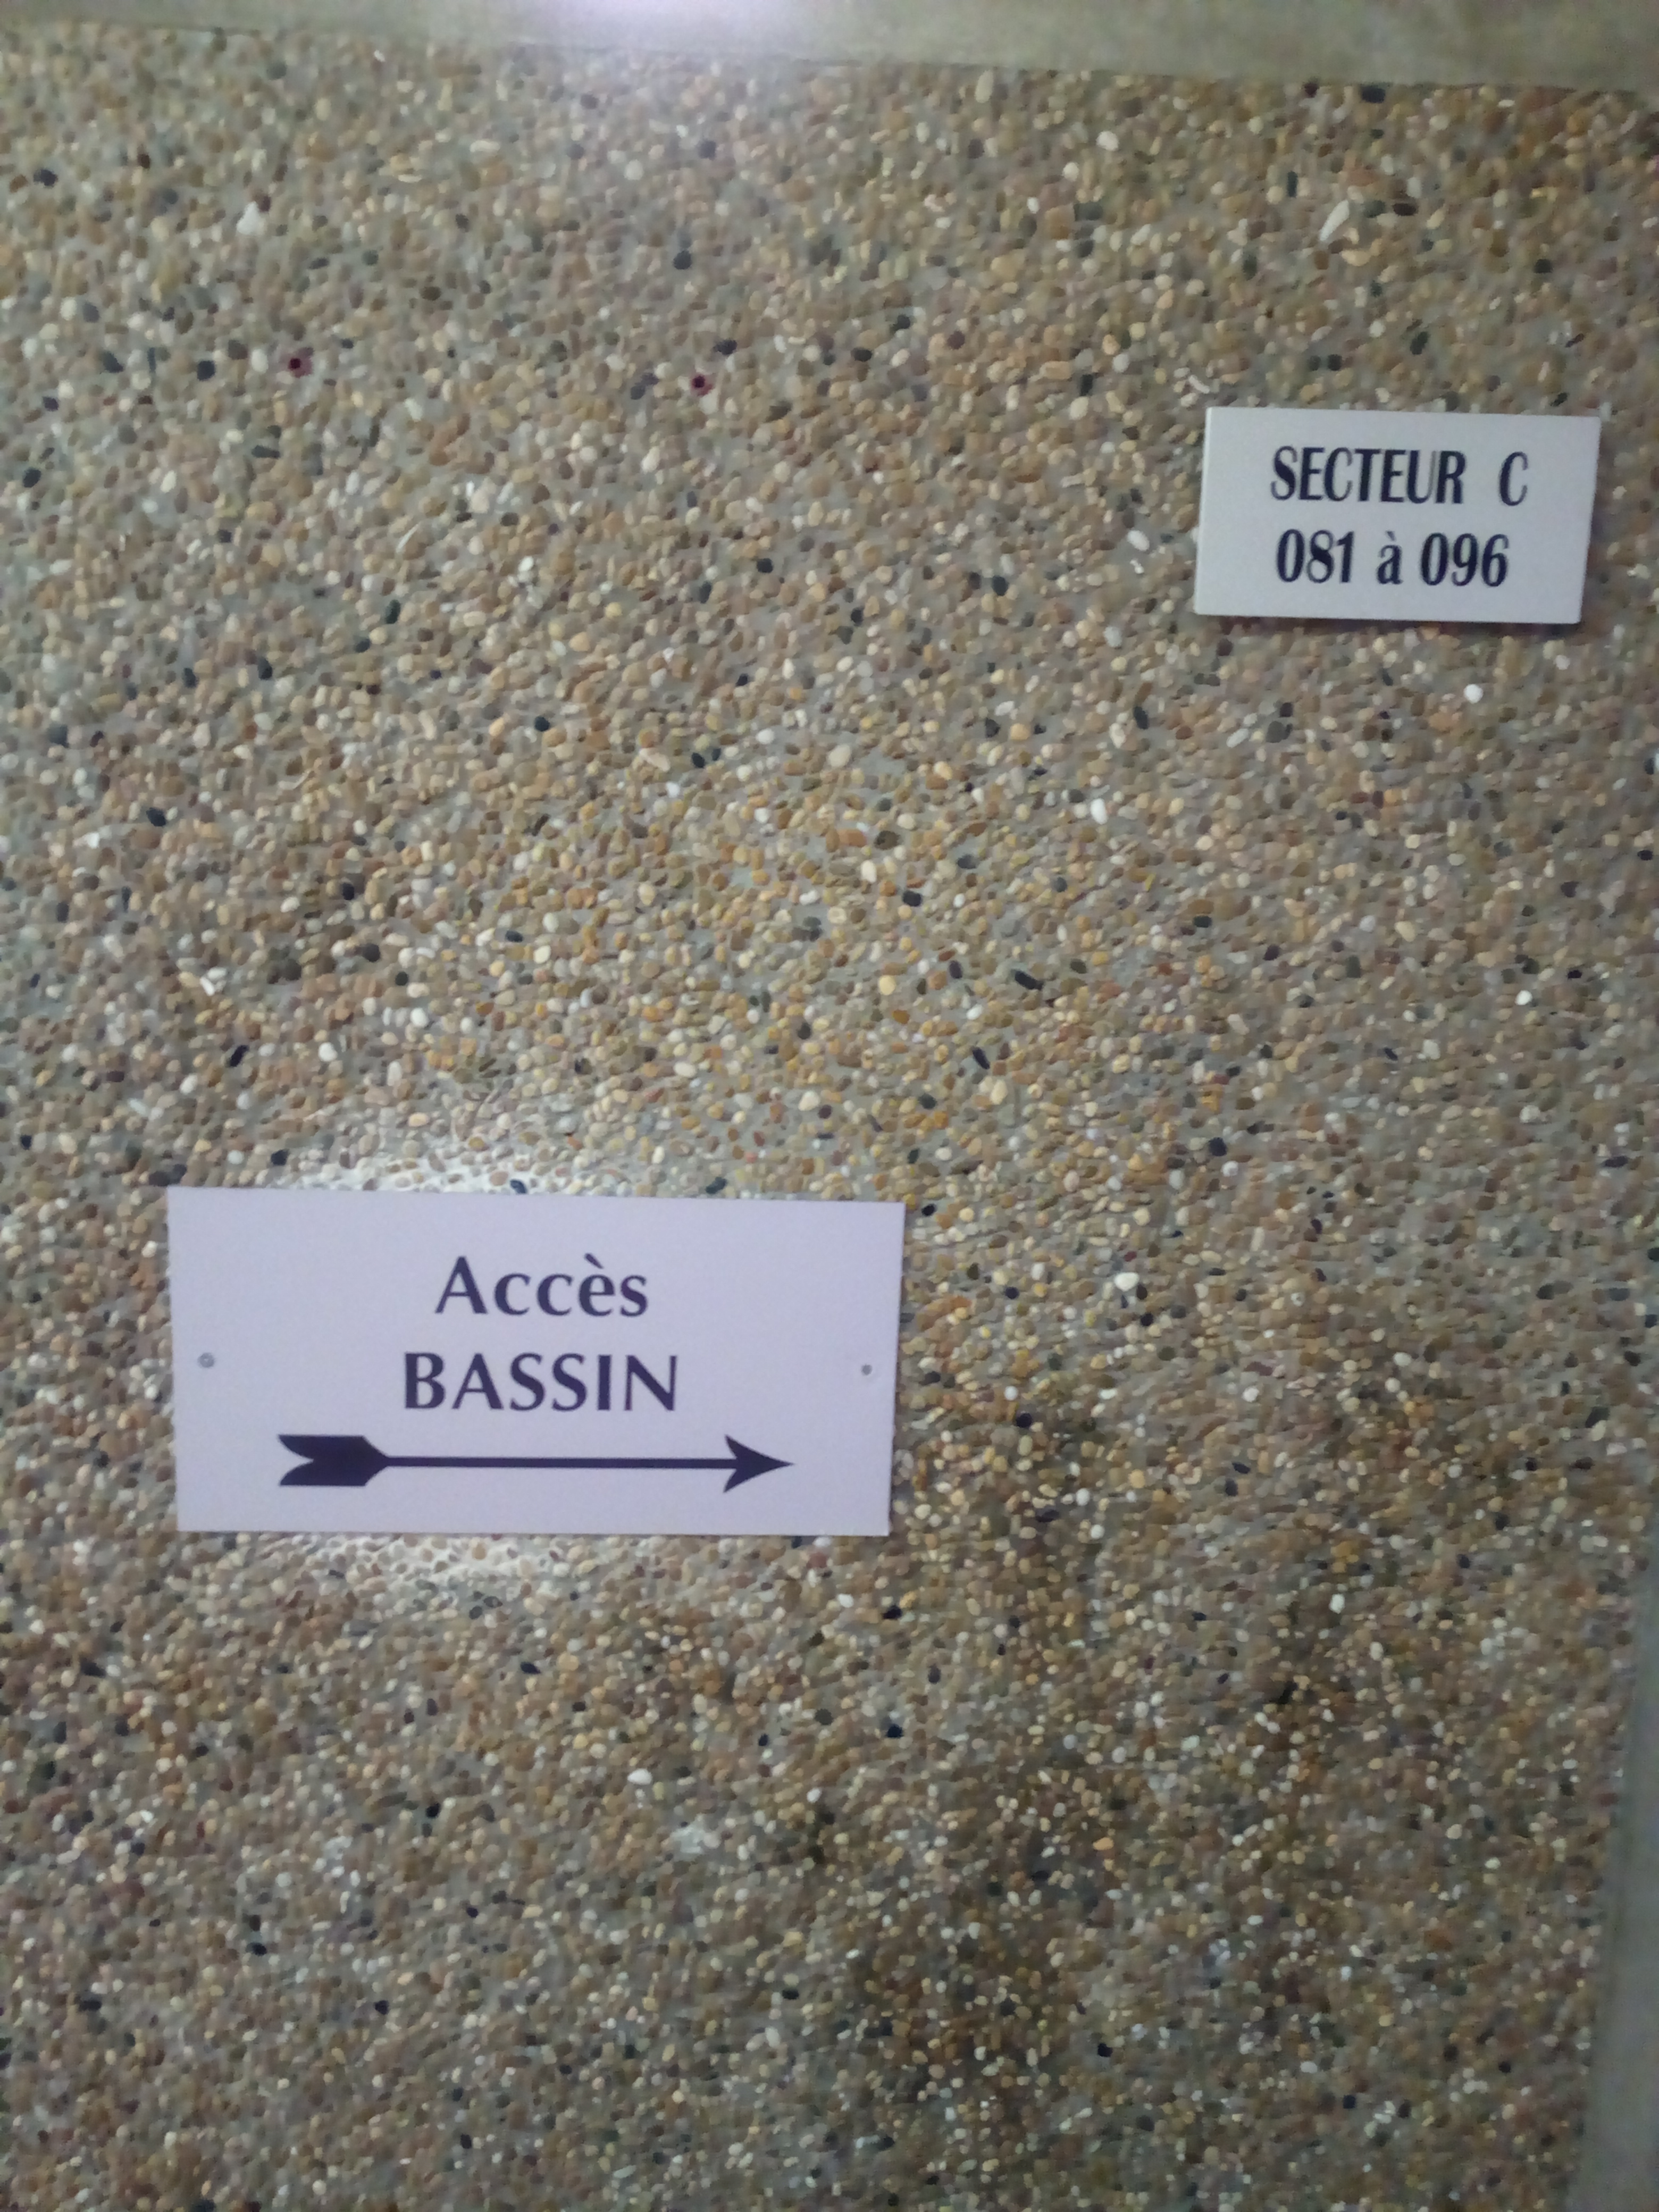 SECTEUR C
081 à 096
Accès
BASSIN